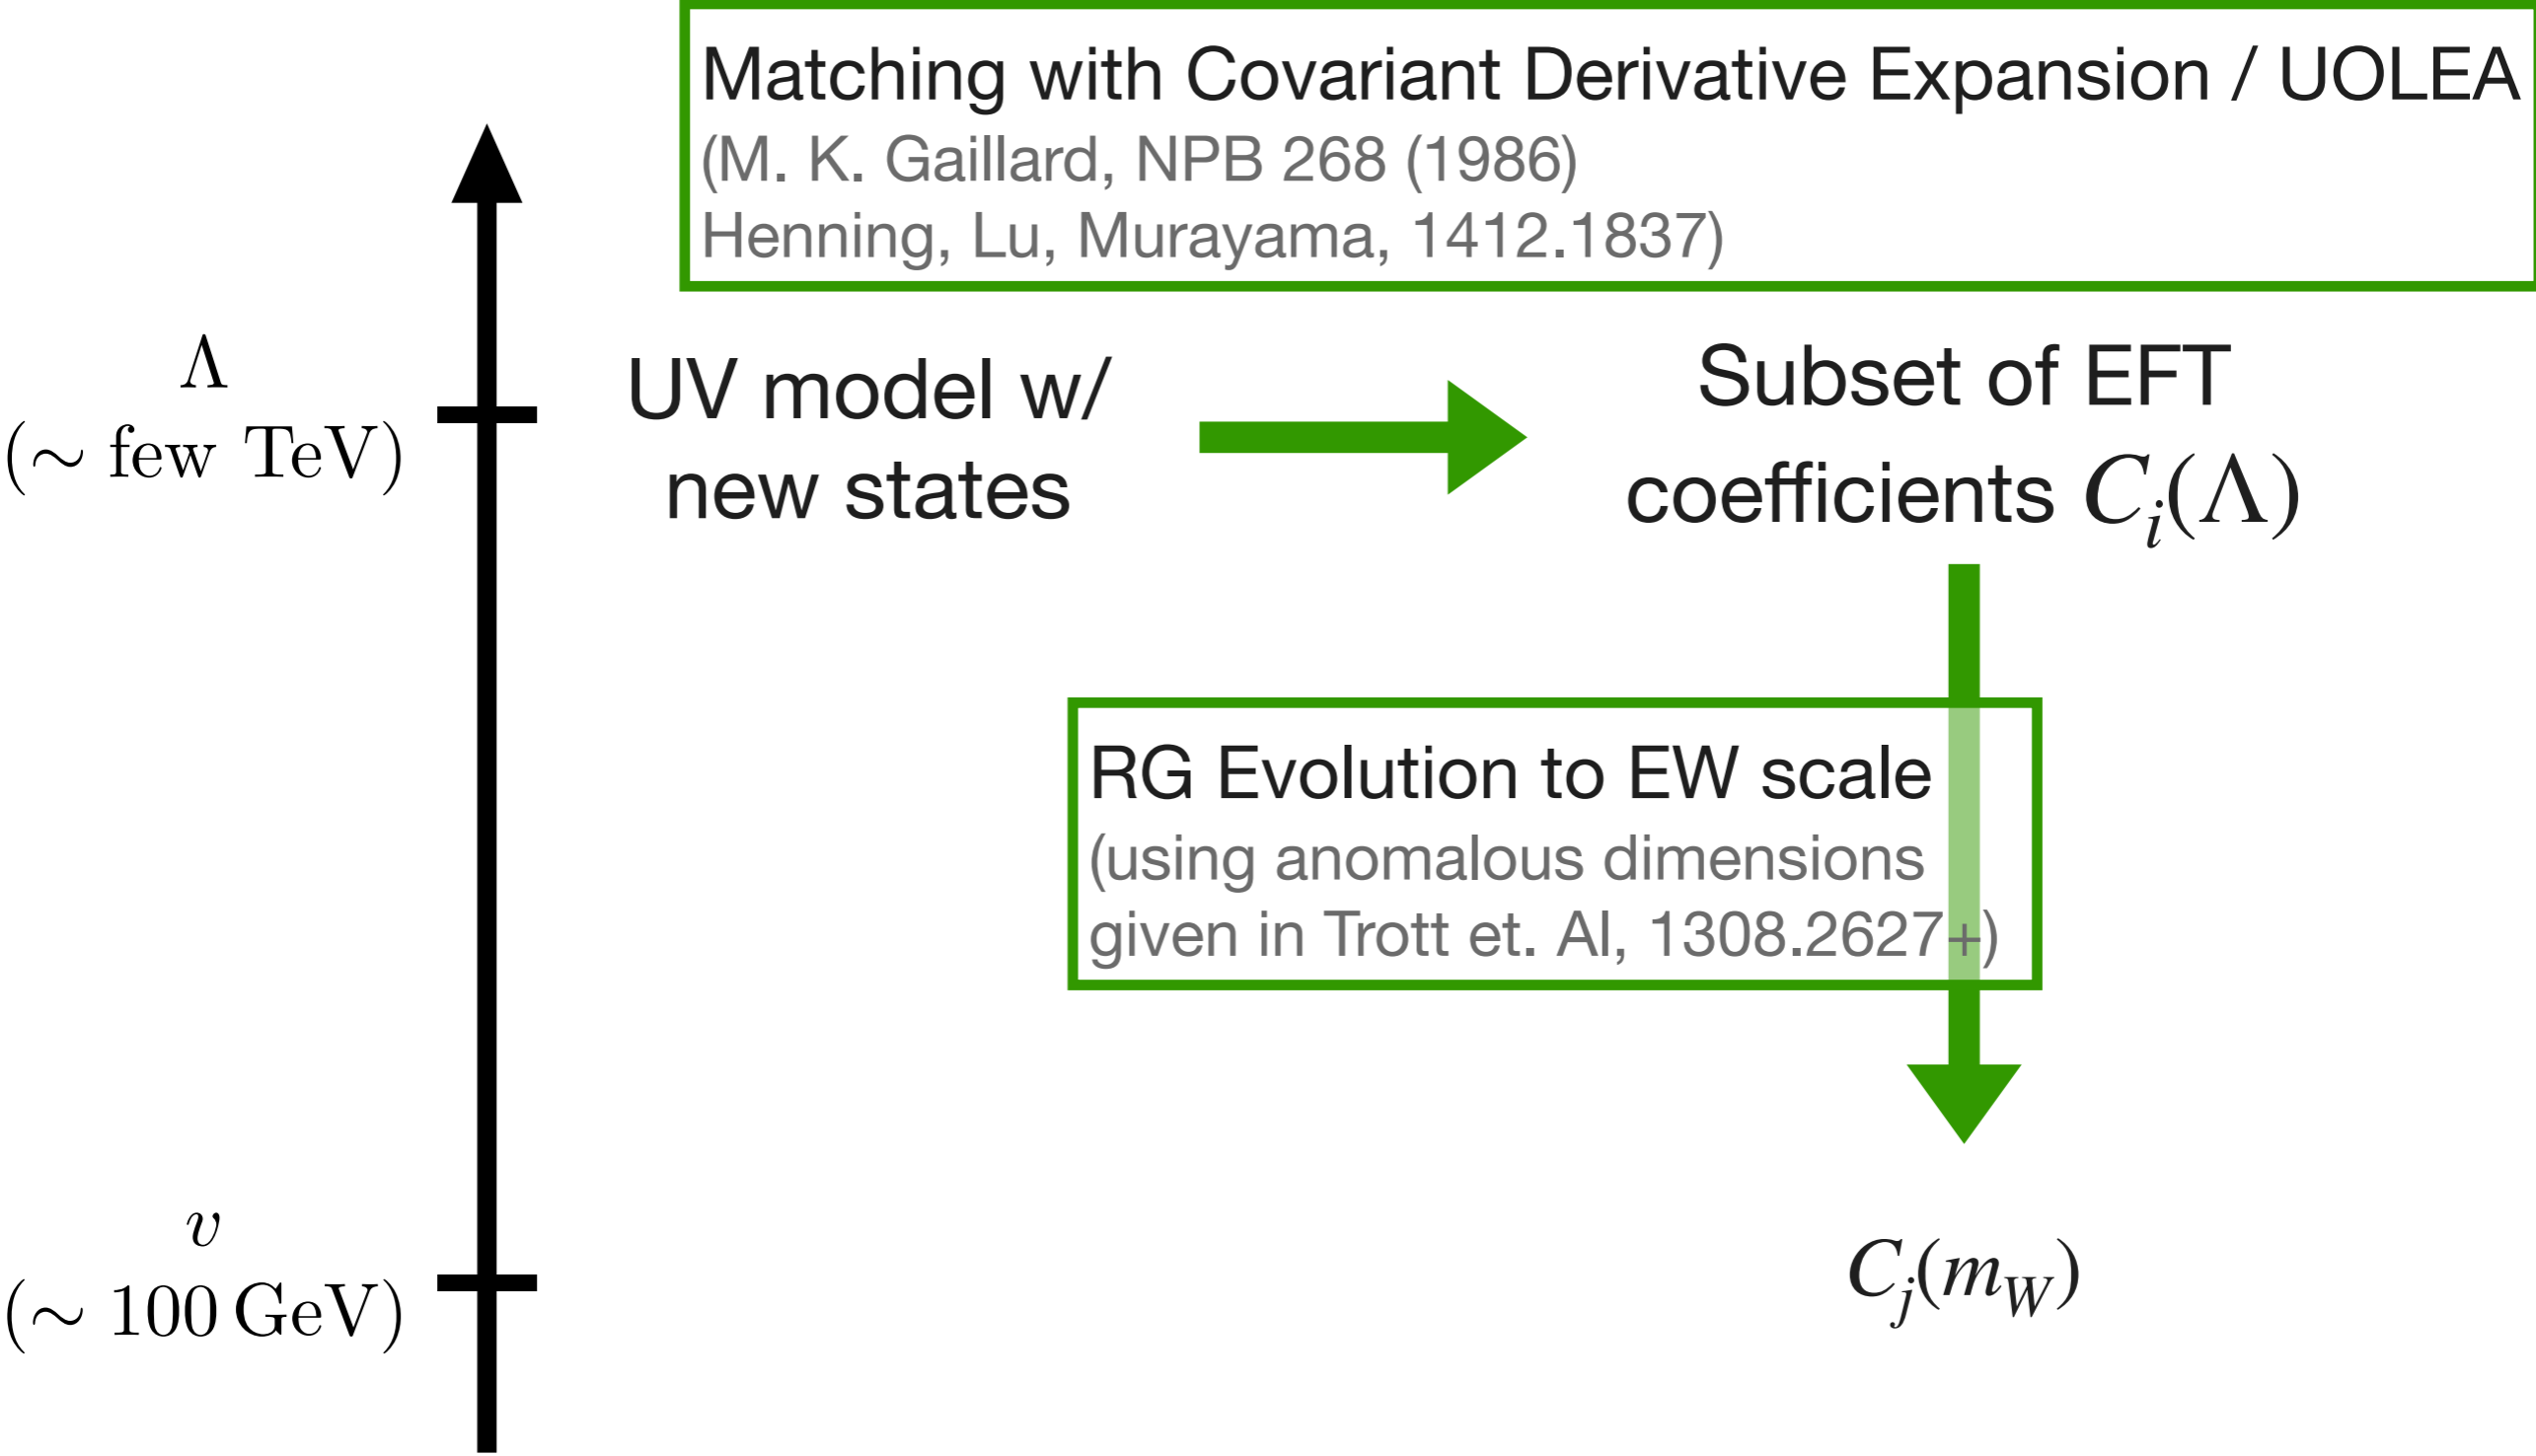 Matching with Covariant Derivative Expansion / UOLEA
(M. K. Gaillard, NPB 268 (1986)
Henning, Lu, Murayama, 1412.1837)
Λ
(∼ few TeV)
UV model w/
new states
Subset of EFT
coefficients C_i(Λ)
RG Evolution to EW scale
(using anomalous dimensions
given in Trott et. Al, 1308.2627+)
v
(∼ 100 GeV)
C_j(m_W)